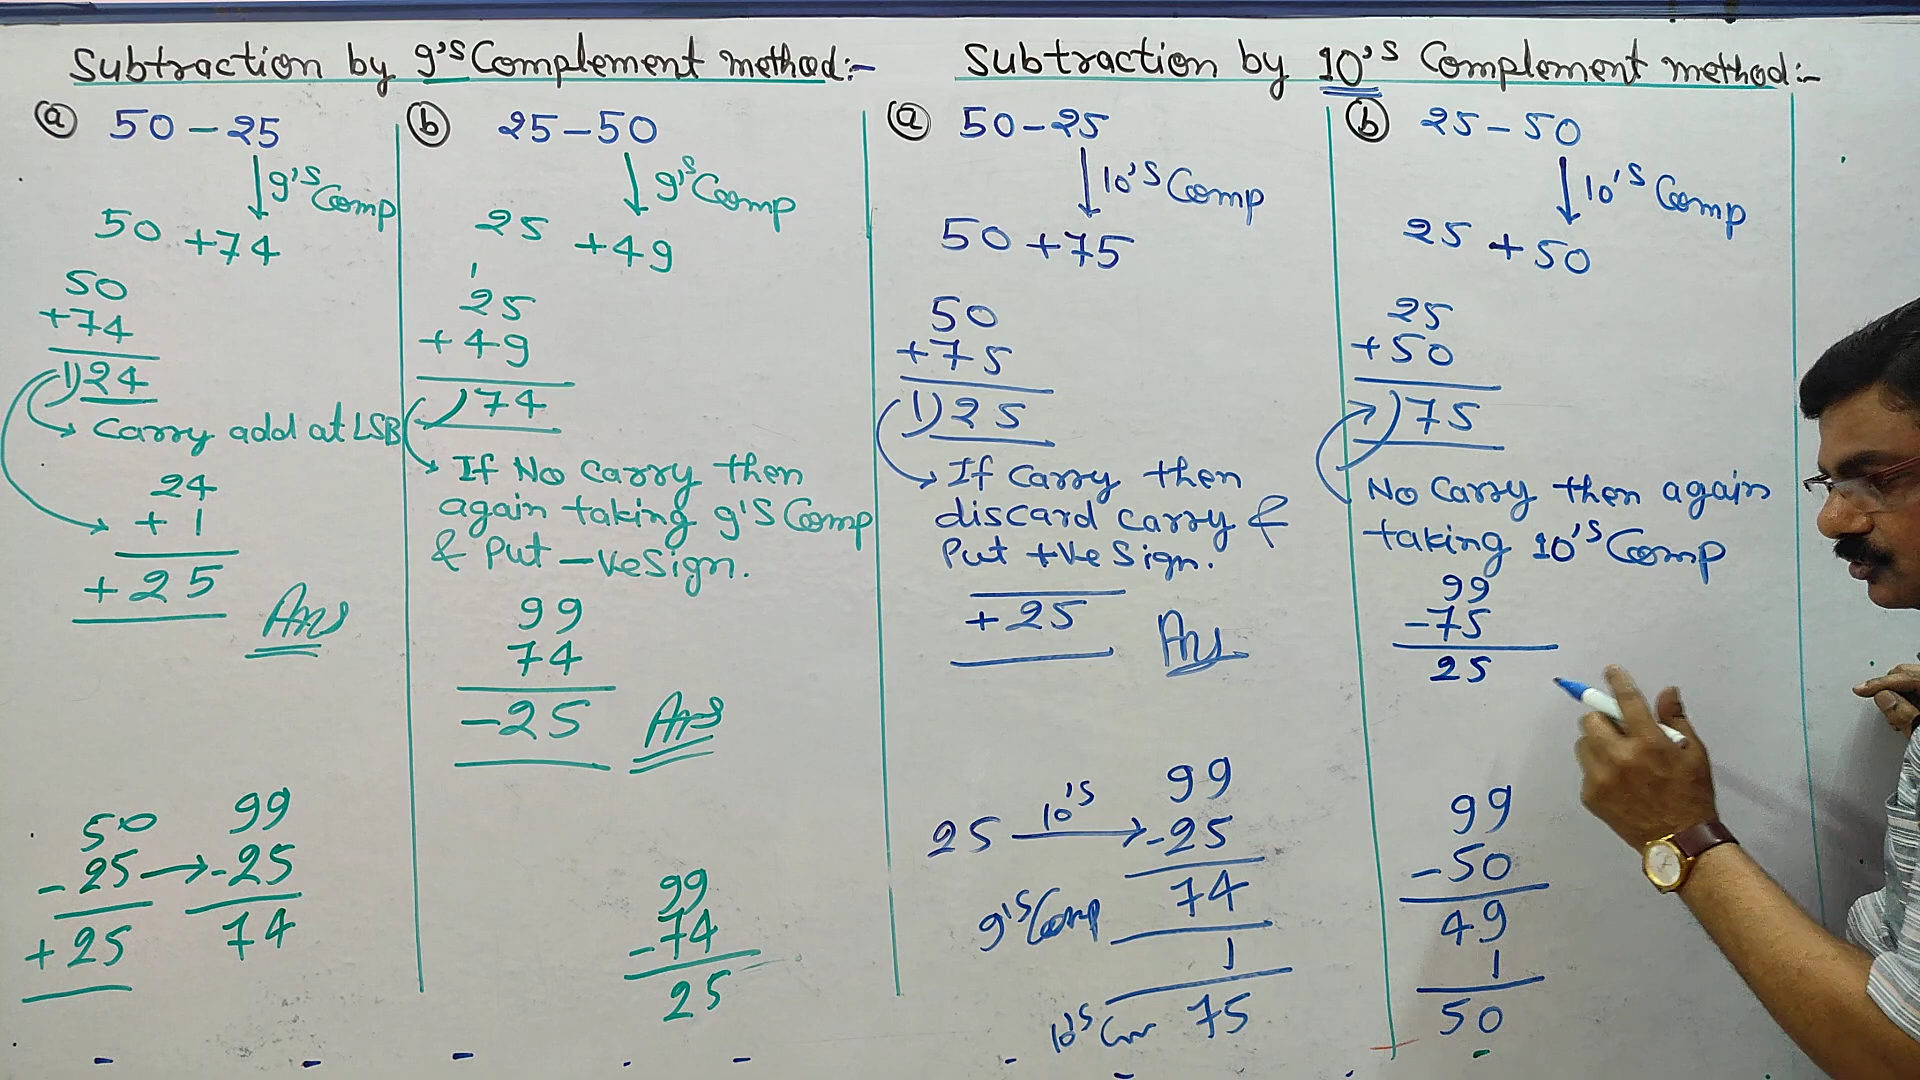 Subtraction by 9'S Complement method:-
(a) 50 - 25
↓ 9'S Comp
50 + 74
50
+74
1)24
Carry add at LSB
24
+ 1
+ 25
Ans
50
- 25 → - 25
99
+ 25
74
(b) 25 - 50
↓ 9'S Comp
25 + 49
1
25
+ 49
)74
If No carry then
again taking 9'S Comp
& Put -ve Sign.
99
74
-25
Ans
99
-74
25
Subtraction by 10'S Complement method:-
(a) 50 - 25
↓ 10'S Comp
50 + 75
50
+75
1)25
If carry then
discard carry &
Put +ve Sign.
+ 25
Ans
99
25 10'S → -25
9'S Comp 74
1
10'S Com 75
(b) 25 - 50
↓ 10'S Comp
25 + 50
25
+50
)75
No Carry then again
taking 10'S Comp
99
-75
25
99
-50
49
1
50